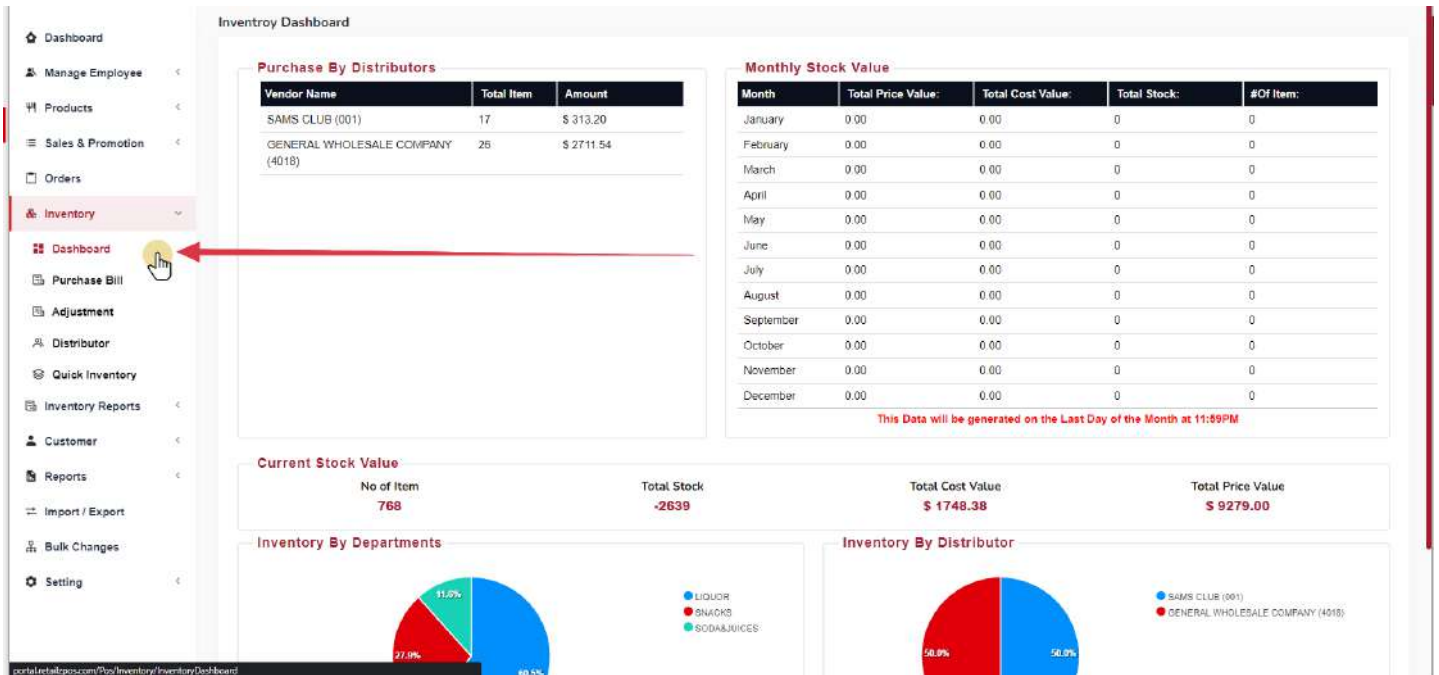 Inventroy Dashboard
Dashboard
Manage Employee
Products
Sales & Promotion
Orders
Inventory
Dashboard
Purchase Bill
Adjustment
Distributor
Quick Inventory
Inventory Reports
Customer
Reports
Import / Export
Bulk Changes
Setting
Purchase By Distributors
Vendor Name Total Item Amount
SAMS CLUB (001) 17 $ 313.20
GENERAL WHOLESALE COMPANY 26 $ 2711.54
(4018)
Monthly Stock Value
Month Total Price Value: Total Cost Value: Total Stock: #Of Item:
January 0.00 0.00 0 0
February 0.00 0.00 0 0
March 0.00 0.00 0 0
April 0.00 0.00 0 0
May 0.00 0.00 0 0
June 0.00 0.00 0 0
July 0.00 0.00 0 0
August 0.00 0.00 0 0
September 0.00 0.00 0 0
October 0.00 0.00 0 0
November 0.00 0.00 0 0
December 0.00 0.00 0 0
This Data will be generated on the Last Day of the Month at 11:59PM
Current Stock Value
No of Item Total Stock Total Cost Value Total Price Value
768 -2639 $ 1748.38 $ 9279.00
Inventory By Departments
11.6%
27.9%
60.5%
LIQUOR
SNACKS
SODA&JUICES
Inventory By Distributor
50.0% 50.0%
SAMS CLUB (001)
GENERAL WHOLESALE COMPANY (4018)
portal.retailzpos.com/Pos/Inventory/InventoryDashboard